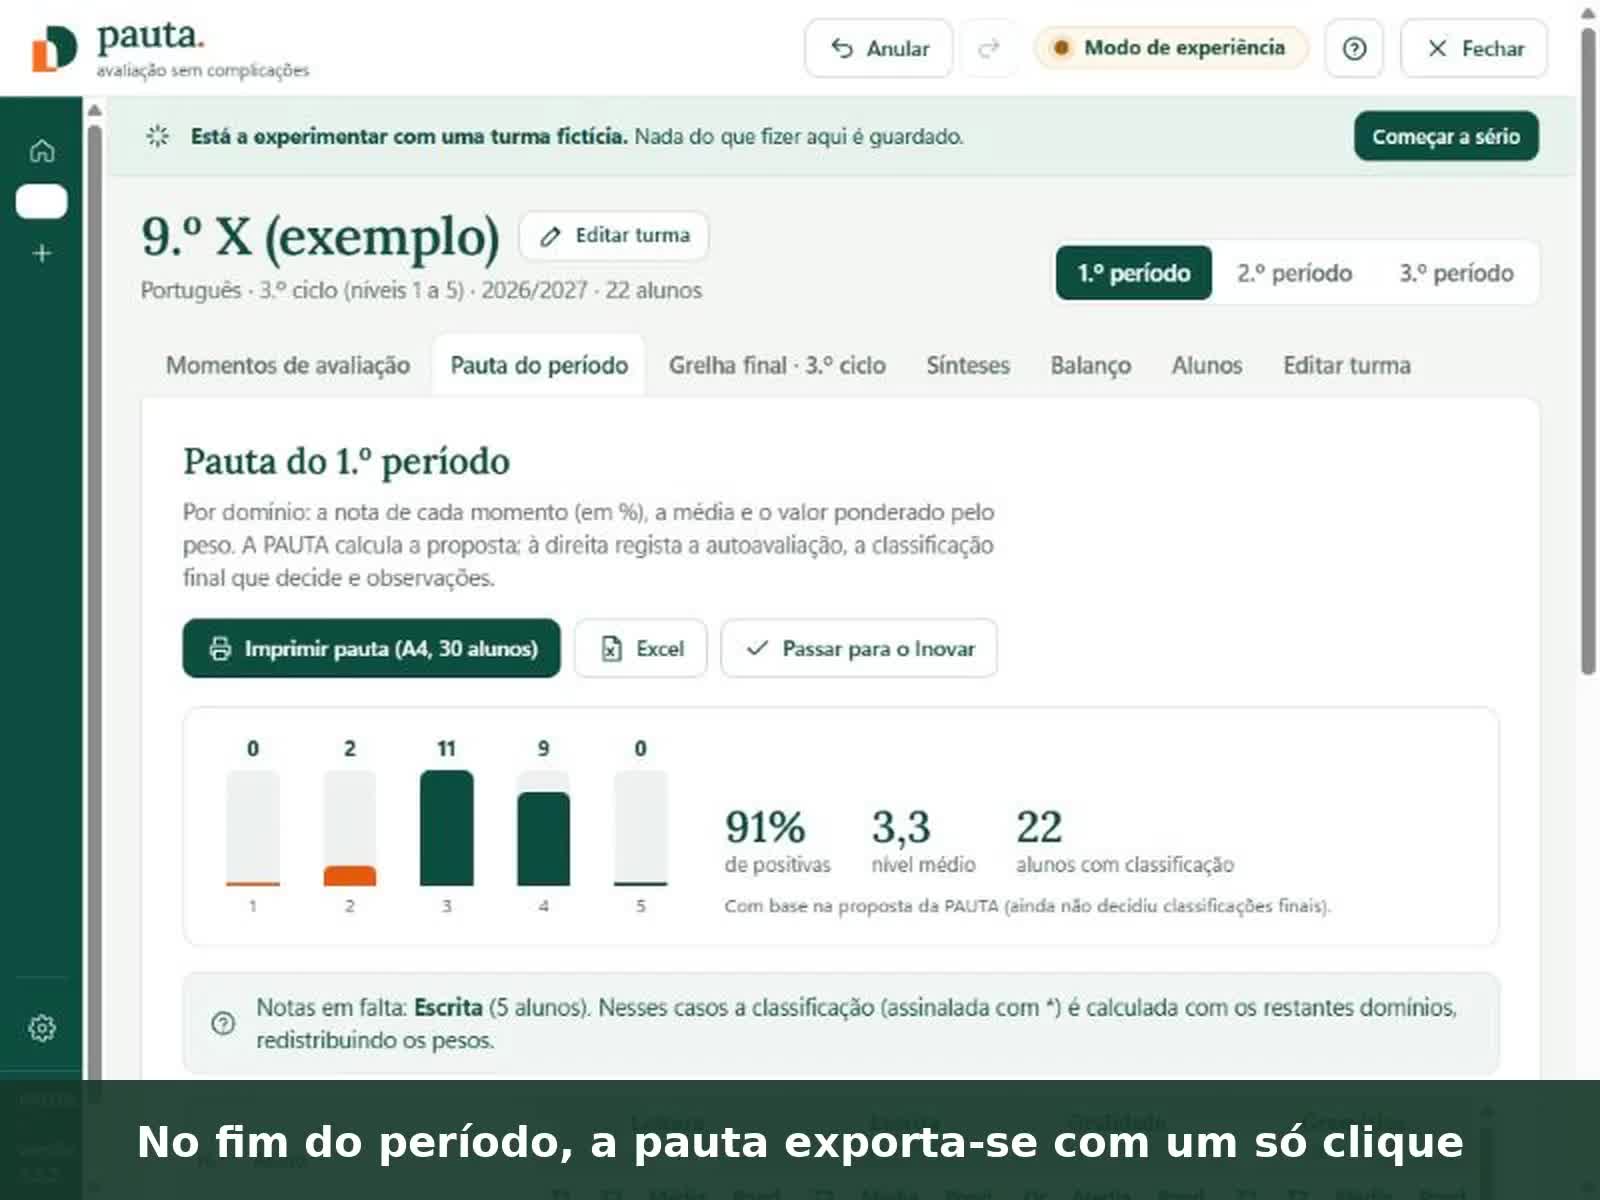 pauta.
avaliação sem complicações
Anular
Modo de experiência
Fechar
Está a experimentar com uma turma fictícia. Nada do que fizer aqui é guardado.
Começar a sério
9.º X (exemplo)
Editar turma
Português · 3.º ciclo (níveis 1 a 5) · 2026/2027 · 22 alunos
1.º período
2.º período
3.º período
Momentos de avaliação
Pauta do período
Grelha final · 3.º ciclo
Sínteses
Balanço
Alunos
Editar turma
Pauta do 1.º período
Por domínio: a nota de cada momento (em %), a média e o valor ponderado pelo
peso. A PAUTA calcula a proposta; à direita regista a autoavaliação, a classificação
final que decide e observações.
Imprimir pauta (A4, 30 alunos)
Excel
Passar para o Inovar
0 2 11 9 0
1 2 3 4 5
91% 3,3 22
de positivas nível médio alunos com classificação
Com base na proposta da PAUTA (ainda não decidiu classificações finais).
Notas em falta: Escrita (5 alunos). Nesses casos a classificação (assinalada com *) é calculada com os restantes domínios,
redistribuindo os pesos.
No fim do período, a pauta exporta-se com um só clique